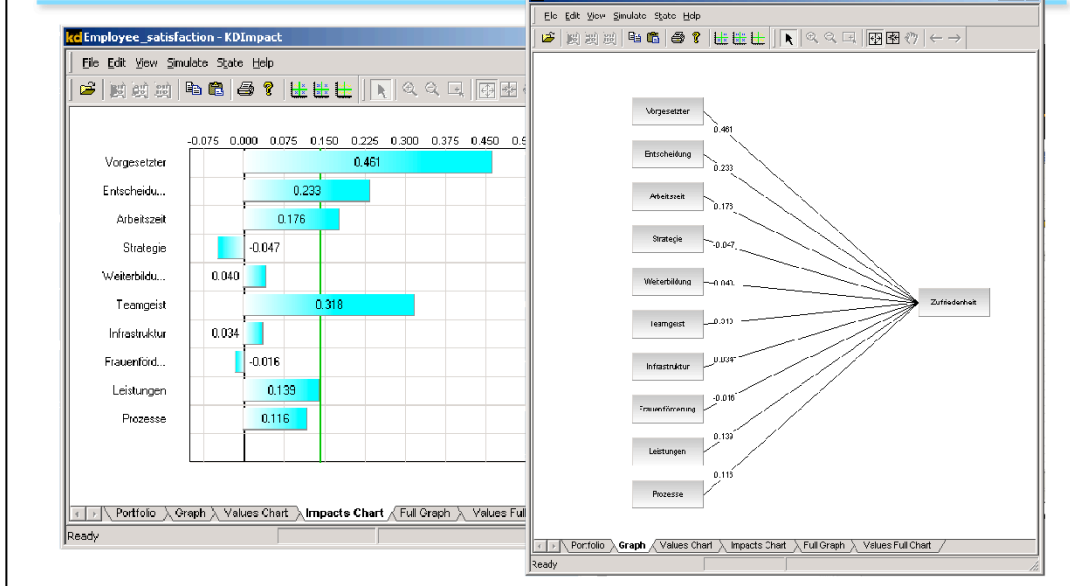 kd Employee_satisfaction - KDImpact
File Edit View Simulate State Help
-0.075 0.000 0.075 0.150 0.225 0.300 0.375 0.450
Vorgesetzter 0.461
Entscheidu... 0.233
Arbeitszeit 0.176
Strategie -0.047
Weiterbildu... 0.040
Teamgeist 0.318
Infrastruktur 0.034
Frauenförd... -0.016
Leistungen 0.139
Prozesse 0.116
Portfolio Graph Values Chart Impacts Chart Full Graph Values Full
Ready
File Edit View Simulate State Help
Vorgesetzter 0.461
Entscheidung 0.233
Arbeitszeit 0.176
Strategie -0.047
Weiterbildung 0.040
Teamgeist 0.318
Infrastruktur 0.034
Frauenförderung -0.016
Leistungen 0.139
Prozesse 0.116
Zufriedenheit
Portfolio Graph Values Chart Impacts Chart Full Graph Values Full Chart
Ready